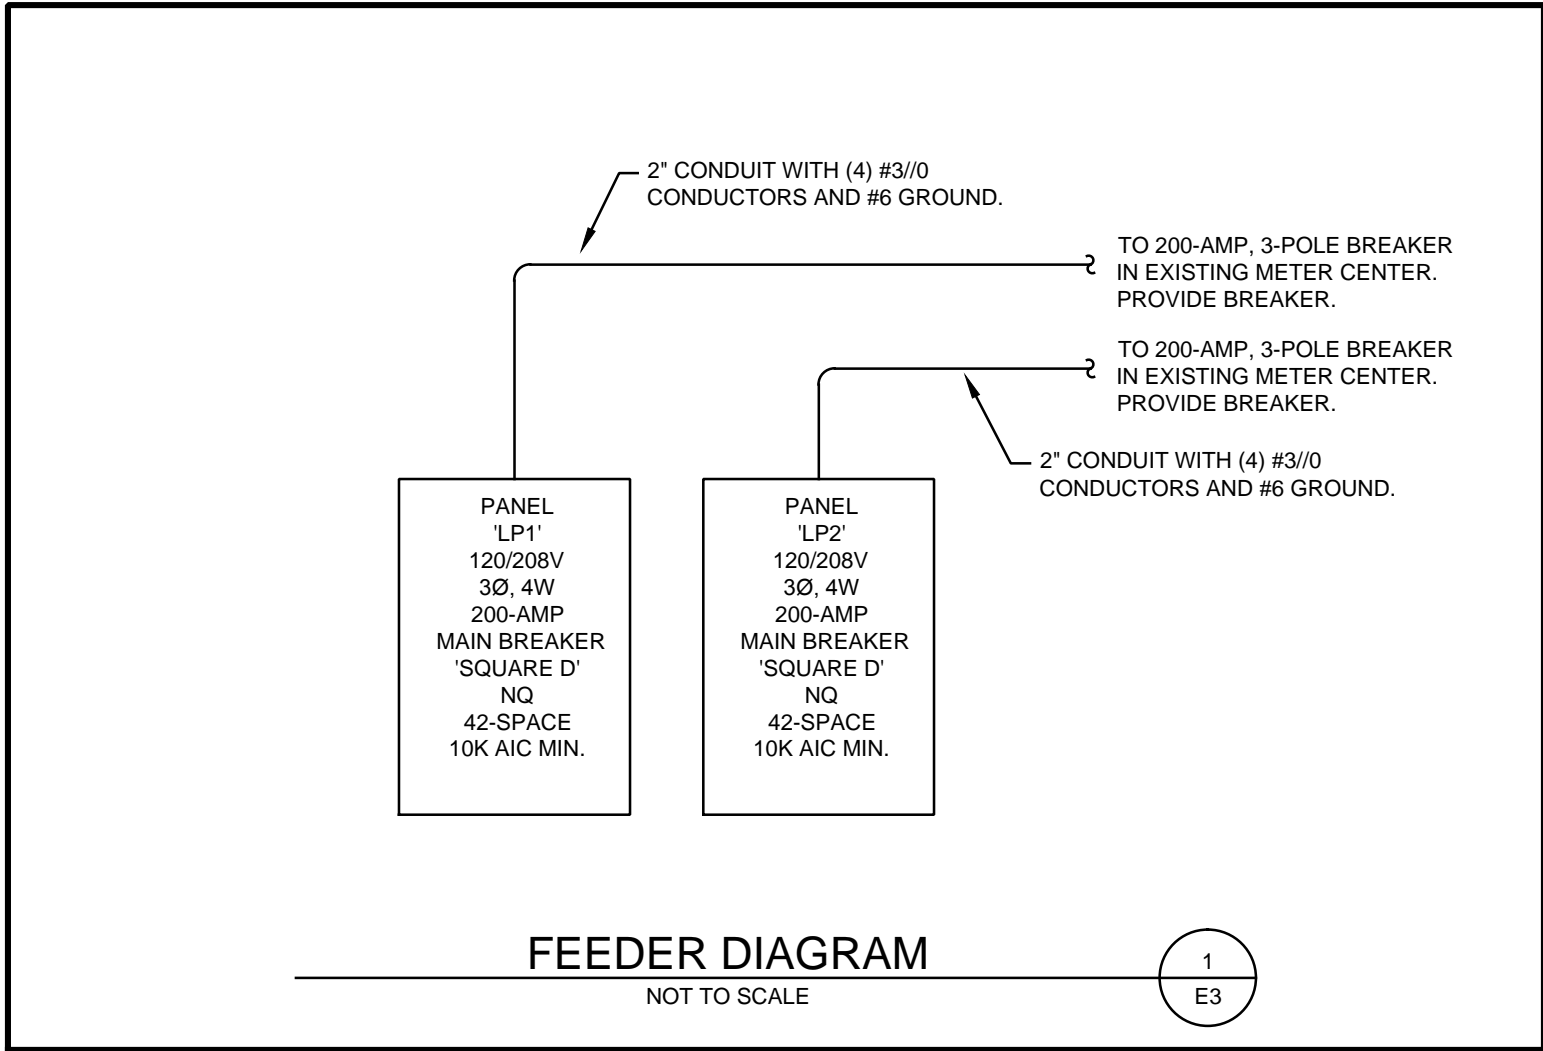 2" CONDUIT WITH (4) #3//0
CONDUCTORS AND #6 GROUND.
TO 200-AMP, 3-POLE BREAKER
IN EXISTING METER CENTER.
PROVIDE BREAKER.
TO 200-AMP, 3-POLE BREAKER
IN EXISTING METER CENTER.
PROVIDE BREAKER.
2" CONDUIT WITH (4) #3//0
CONDUCTORS AND #6 GROUND.
PANEL
'LP1'
120/208V
3Ø, 4W
200-AMP
MAIN BREAKER
'SQUARE D'
NQ
42-SPACE
10K AIC MIN.
PANEL
'LP2'
120/208V
3Ø, 4W
200-AMP
MAIN BREAKER
'SQUARE D'
NQ
42-SPACE
10K AIC MIN.
FEEDER DIAGRAM
NOT TO SCALE
1
E3